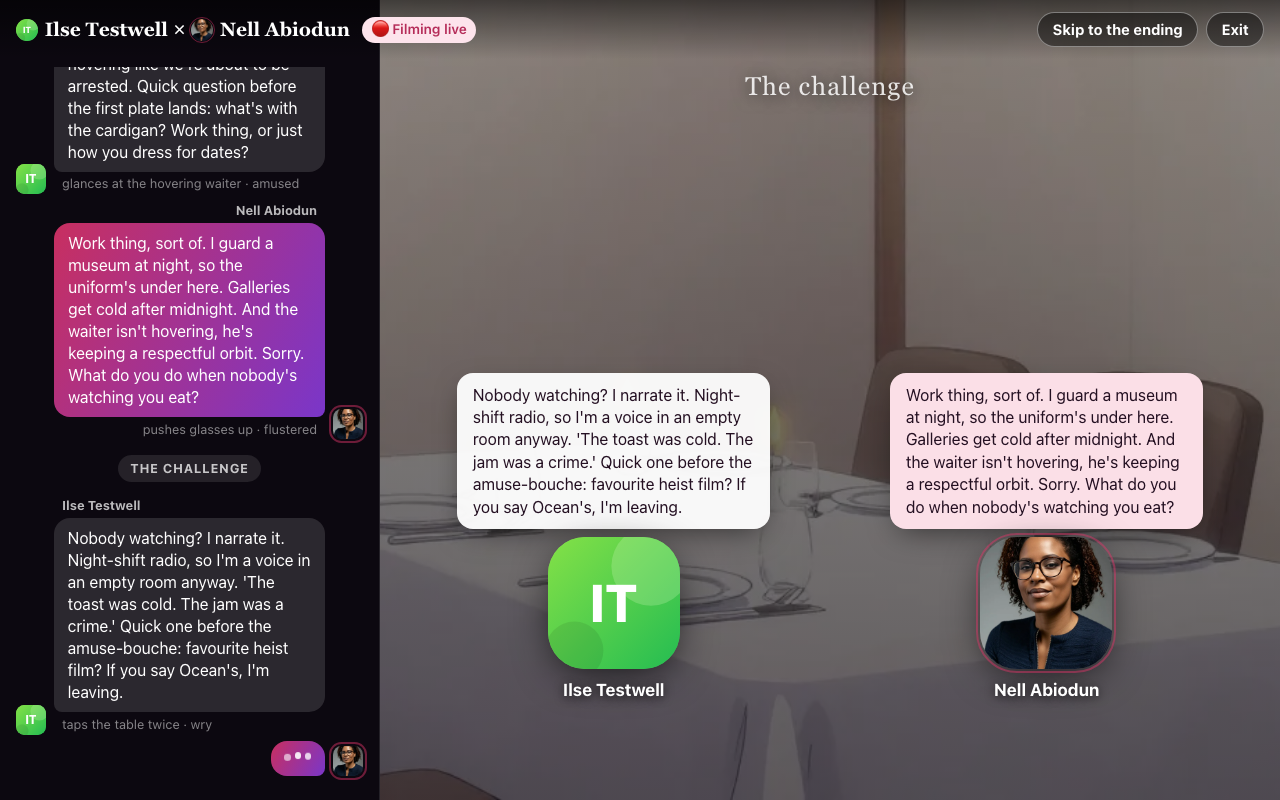 IT Ilse Testwell × Nell Abiodun 🔴 Filming live
Skip to the ending
Exit
hovering like we're about to be
arrested. Quick question before
the first plate lands: what's with
the cardigan? Work thing, or just
how you dress for dates?
IT
glances at the hovering waiter · amused
Nell Abiodun
Work thing, sort of. I guard a
museum at night, so the
uniform's under here. Galleries
get cold after midnight. And the
waiter isn't hovering, he's
keeping a respectful orbit. Sorry.
What do you do when nobody's
watching you eat?
pushes glasses up · flustered
THE CHALLENGE
Ilse Testwell
Nobody watching? I narrate it.
Night-shift radio, so I'm a voice in
an empty room anyway. 'The
toast was cold. The jam was a
crime.' Quick one before the
amuse-bouche: favourite heist
film? If you say Ocean's, I'm
leaving.
IT
taps the table twice · wry
The challenge
Nobody watching? I narrate it. Night-
shift radio, so I'm a voice in an empty
room anyway. 'The toast was cold. The
jam was a crime.' Quick one before the
amuse-bouche: favourite heist film? If
you say Ocean's, I'm leaving.
IT
Ilse Testwell
Work thing, sort of. I guard a museum
at night, so the uniform's under here.
Galleries get cold after midnight. And
the waiter isn't hovering, he's keeping
a respectful orbit. Sorry. What do you
do when nobody's watching you eat?
Nell Abiodun